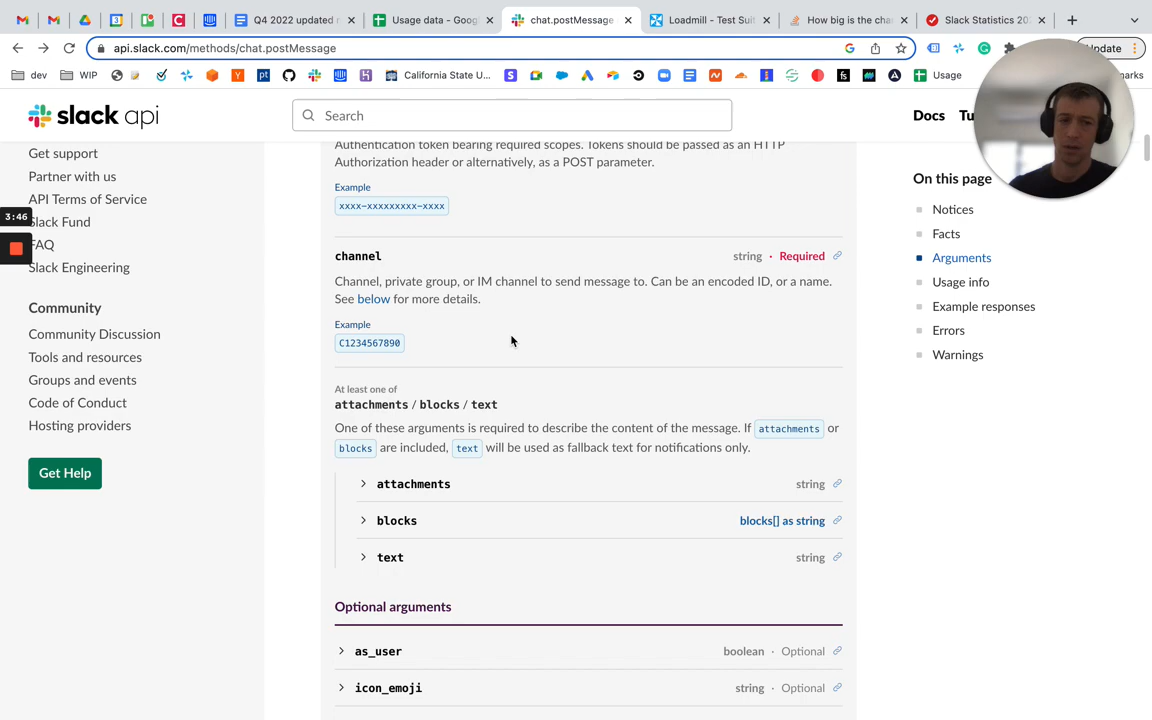 Q4 2022 updated r
Usage data - Goog
chat.postMessage
Loadmill - Test Sui
How big is the cha
Slack Statistics 202
api.slack.com/methods/chat.postMessage
Update
dev
WIP
California State U...
Usage
slack api
Search
Docs
Get support
Partner with us
API Terms of Service
Slack Fund
FAQ
Slack Engineering
Community
Community Discussion
Tools and resources
Groups and events
Code of Conduct
Hosting providers
Get Help
3:46
Authentication token bearing required scopes. Tokens should be passed as an HTTP
Authorization header or alternatively, as a POST parameter.
Example
xxxx-xxxxxxxxx-xxxx
channel string · Required
Channel, private group, or IM channel to send message to. Can be an encoded ID, or a name.
See below for more details.
Example
C1234567890
At least one of
attachments / blocks / text
One of these arguments is required to describe the content of the message. If attachments or
blocks are included, text will be used as fallback text for notifications only.
attachments string
blocks blocks[] as string
text string
Optional arguments
as_user boolean · Optional
icon_emoji string · Optional
On this page
Notices
Facts
Arguments
Usage info
Example responses
Errors
Warnings